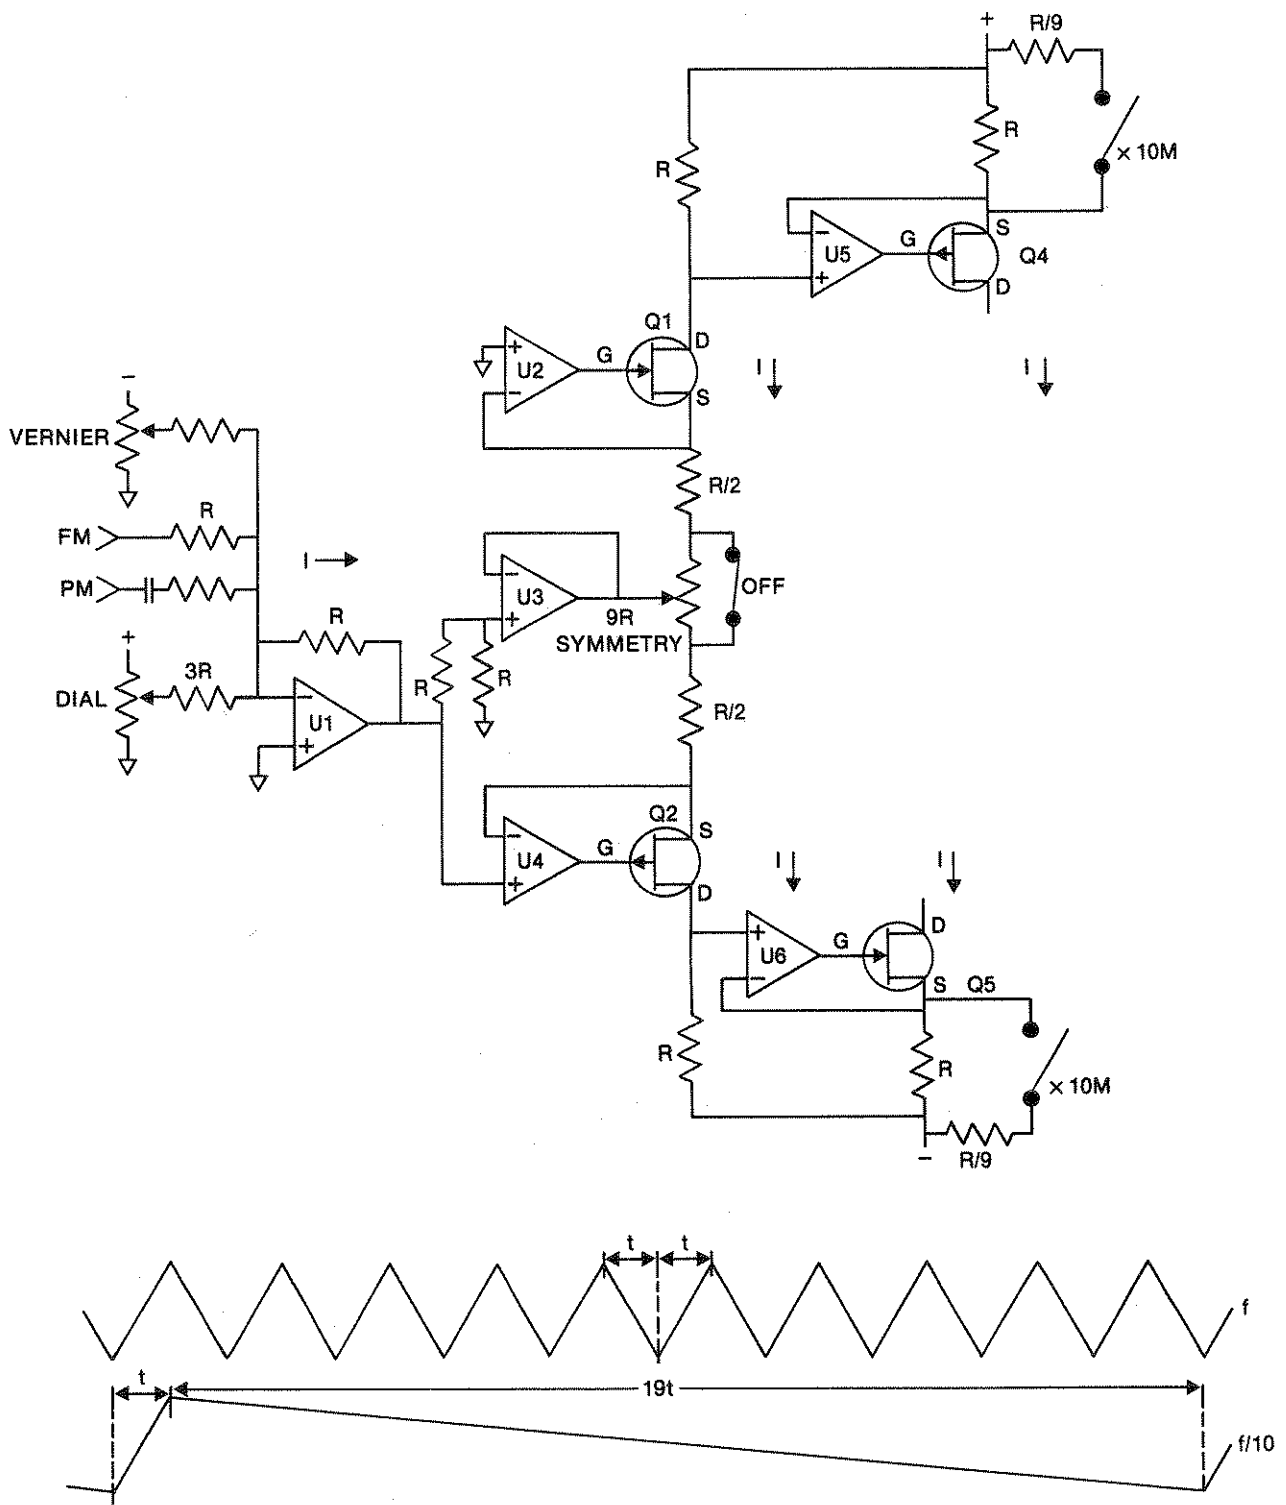 +
R/9
R
× 10M
R
−
U5
+
G
S
Q4
D
Q1
D
+
U2
−
G
S
I
I
−
VERNIER
R/2
FM
R
I
PM
R
−
U3
+
9R
SYMMETRY
OFF
+
DIAL
3R
−
U1
+
R
R
R/2
−
U4
+
G
Q2
S
D
I
I
+
U6
−
G
D
S
Q5
R
R
× 10M
−
R/9
t
t
f
t
19t
f/10